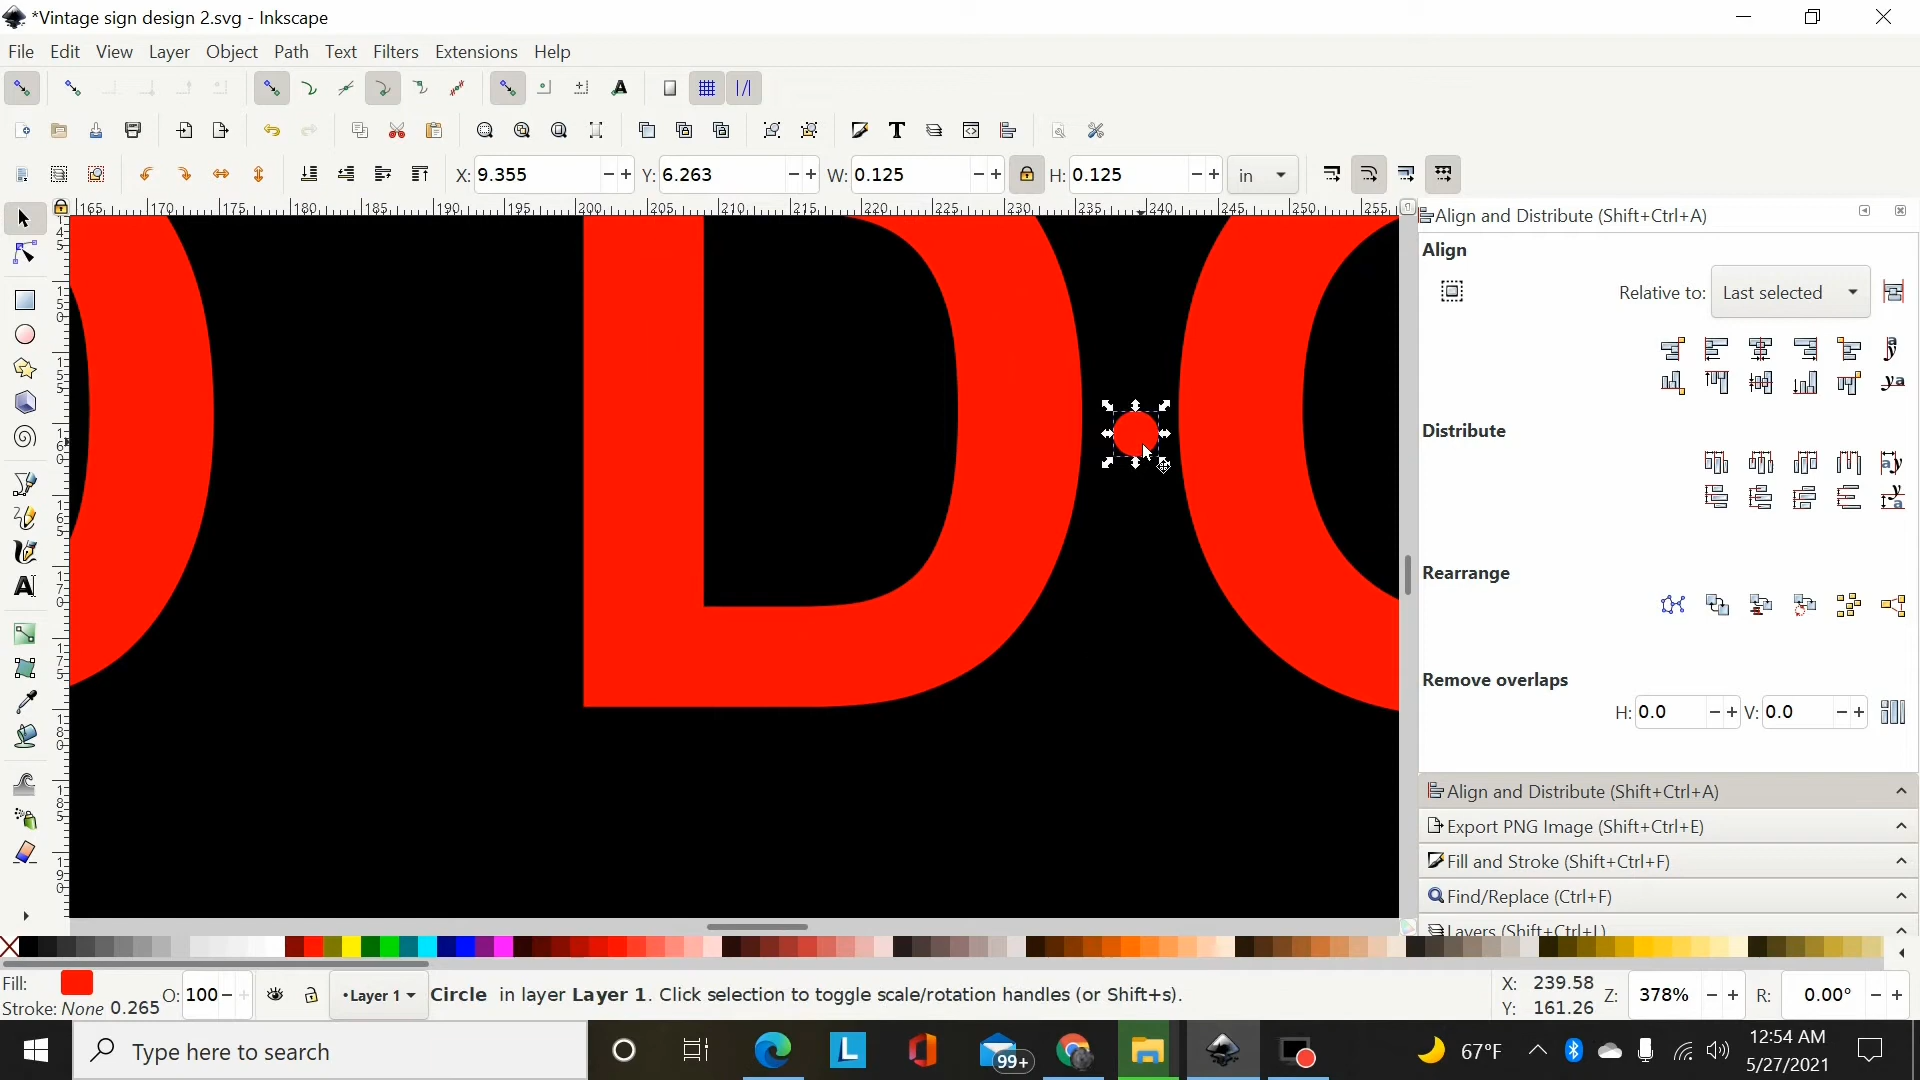 *Vintage sign design 2.svg - Inkscape
File Edit View Layer Object Path Text Filters Extensions Help
X: 9.355 Y: 6.263 W: 0.125 H: 0.125 in
165 170 175 180 185 190 195 200 205 210 215 220 225 230 235 240 245 250 255
D
Align and Distribute (Shift+Ctrl+A)
Align
Relative to: Last selected
Distribute
Rearrange
Remove overlaps
H: 0.0 V: 0.0
Align and Distribute (Shift+Ctrl+A)
Export PNG Image (Shift+Ctrl+E)
Fill and Stroke (Shift+Ctrl+F)
Find/Replace (Ctrl+F)
Layers (Shift+Ctrl+L)
Fill:
Stroke: None 0.265 O: 100 •Layer 1 Circle in layer Layer 1. Click selection to toggle scale/rotation handles (or Shift+s).
X: 239.58
Y: 161.26
Z: 378% R: 0.00°
Type here to search
99+
67°F
12:54 AM
5/27/2021